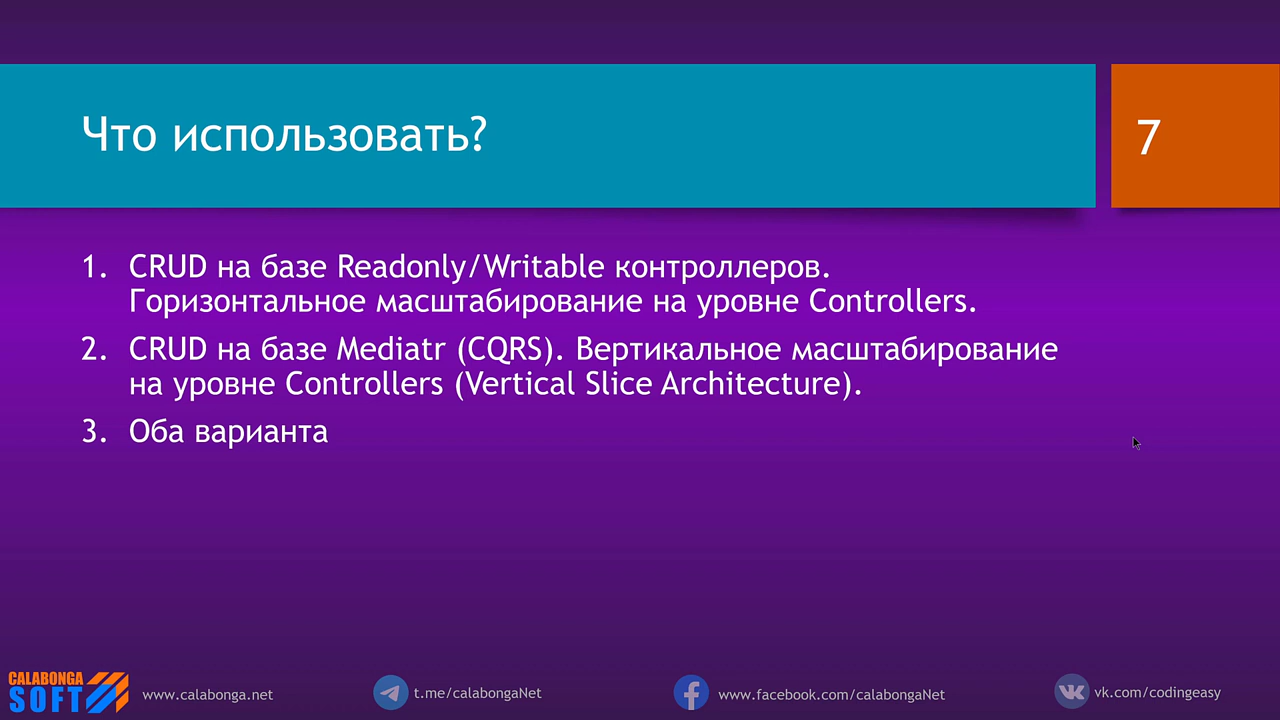 Что использовать?
7
1. CRUD на базе Readonly/Writable контроллеров.
Горизонтальное масштабирование на уровне Controllers.
2. CRUD на базе Mediatr (CQRS). Вертикальное масштабирование
на уровне Controllers (Vertical Slice Architecture).
3. Оба варианта
CALABONGA
SOFT
www.calabonga.net
t.me/calabongaNet
www.facebook.com/calabongaNet
vk.com/codingeasy